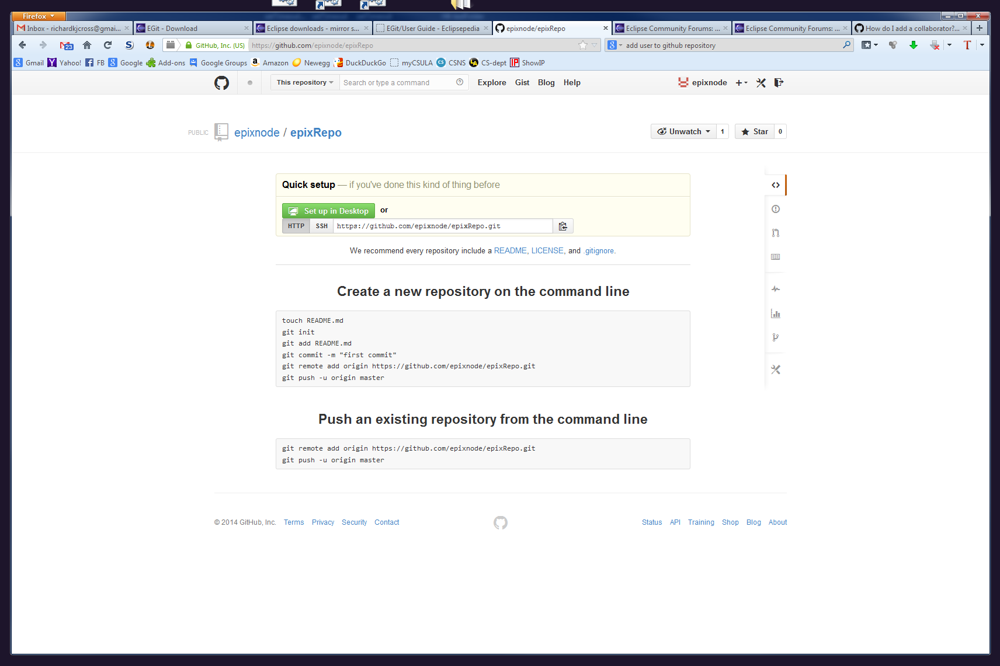 Firefox
Inbox - richardkjcross@gmai...
EGit - Download
Eclipse downloads - mirror s...
EGit/User Guide - Eclipsepedia
epixnode/epixRepo
Eclipse Community Forums: ...
Eclipse Community Forums: ...
How do I add a collaborator?...
23
S
GitHub, Inc. (US)
https://github.com/epixnode/epixRepo
8
add user to github repository
T
Gmail
Yahoo!
FB
Google
Add-ons
Google Groups
Amazon
Newegg
DuckDuckGo
myCSULA
CS
CSNS
LA
CS-dept
IP
ShowIP
This repository
Search or type a command
Explore
Gist
Blog
Help
epixnode
PUBLIC
epixnode / epixRepo
Unwatch
1
Star
0
Quick setup — if you've done this kind of thing before
Set up in Desktop
or
HTTP
SSH
https://github.com/epixnode/epixRepo.git
We recommend every repository include a README, LICENSE, and .gitignore.
Create a new repository on the command line
touch README.md
git init
git add README.md
git commit -m "first commit"
git remote add origin https://github.com/epixnode/epixRepo.git
git push -u origin master
Push an existing repository from the command line
git remote add origin https://github.com/epixnode/epixRepo.git
git push -u origin master
© 2014 GitHub, Inc.
Terms
Privacy
Security
Contact
Status
API
Training
Shop
Blog
About